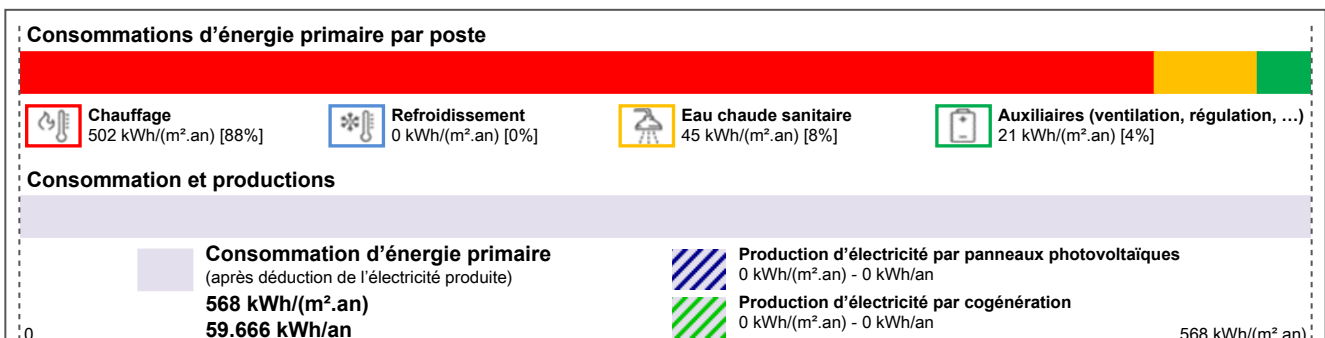 Consommations d'énergie primaire par poste
Chauffage
502 kWh/(m².an) [88%]
Refroidissement
0 kWh/(m².an) [0%]
Eau chaude sanitaire
45 kWh/(m².an) [8%]
Auxiliaires (ventilation, régulation, …)
21 kWh/(m².an) [4%]
Consommation et productions
Consommation d'énergie primaire
(après déduction de l'électricité produite)
568 kWh/(m².an)
59.666 kWh/an
Production d'électricité par panneaux photovoltaïques
0 kWh/(m².an) - 0 kWh/an
Production d'électricité par cogénération
0 kWh/(m².an) - 0 kWh/an
0
568 kWh/(m².an)